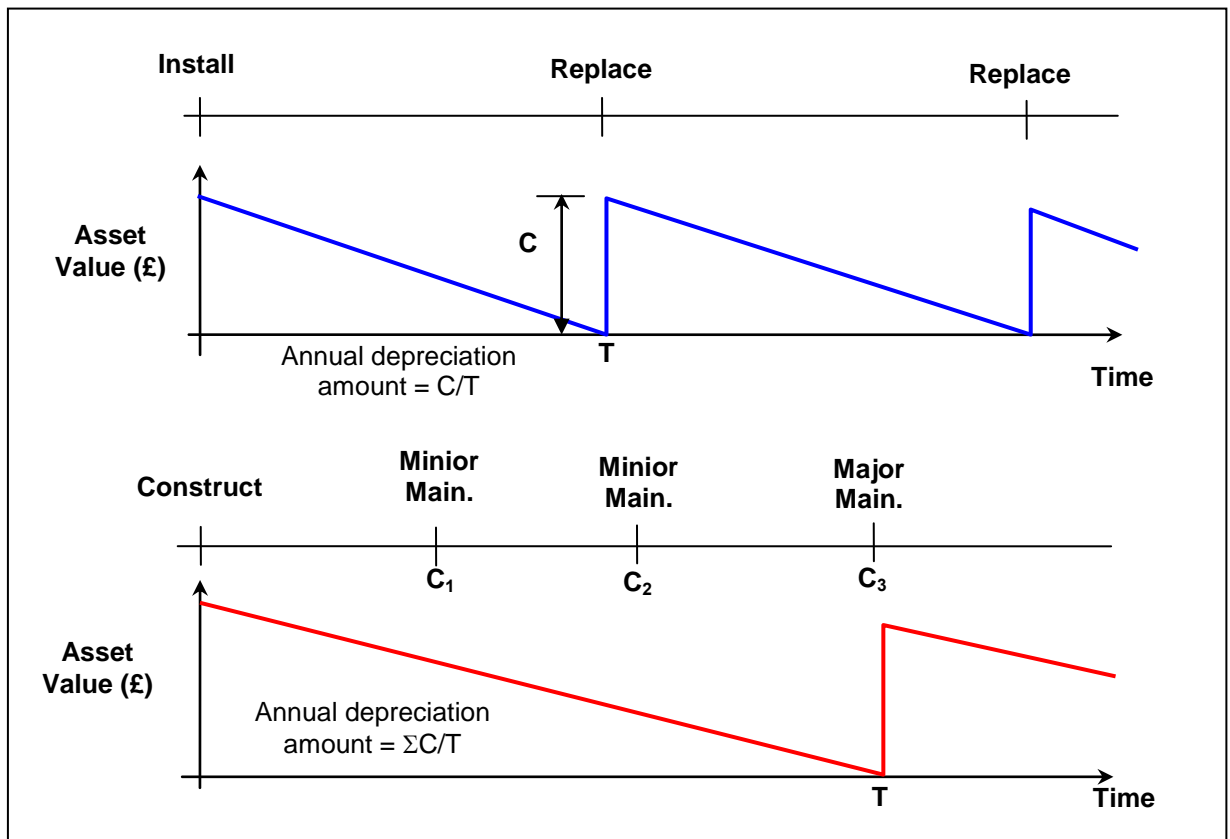 Install
Replace
Replace
Asset
Value (£)
C
T
Time
Annual depreciation
amount = C/T
Construct
Minior
Main.
Minior
Main.
Major
Main.
C₁
C₂
C₃
Asset
Value (£)
Annual depreciation
amount = ΣC/T
T
Time